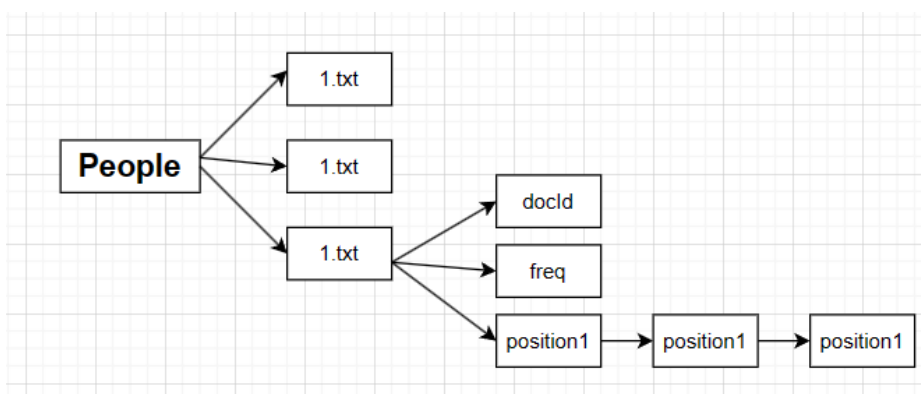 1.txt
People
1.txt
1.txt
docId
freq
position1
position1
position1